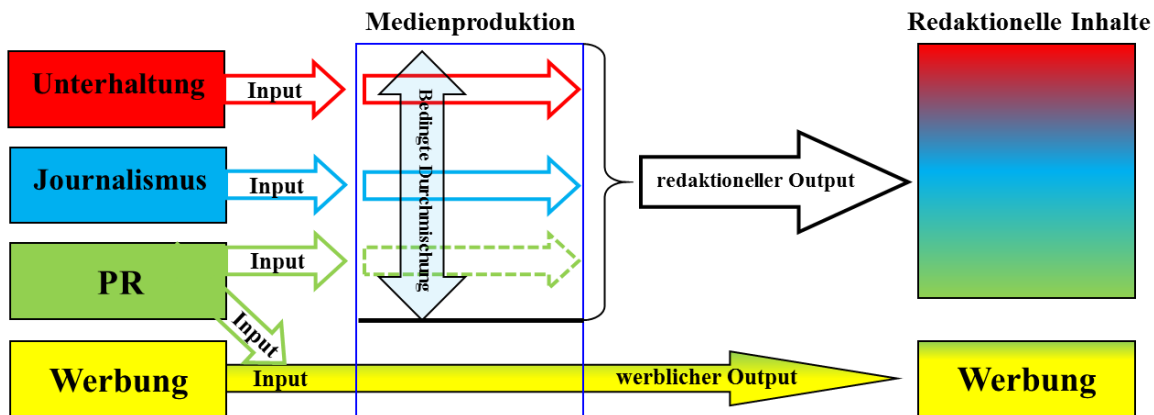 Medienproduktion
Redaktionelle Inhalte
Unterhaltung
Input
Bedingte Durchmischung
Journalismus
Input
redaktioneller Output
PR
Input
Input
Werbung
Input
werblicher Output
Werbung